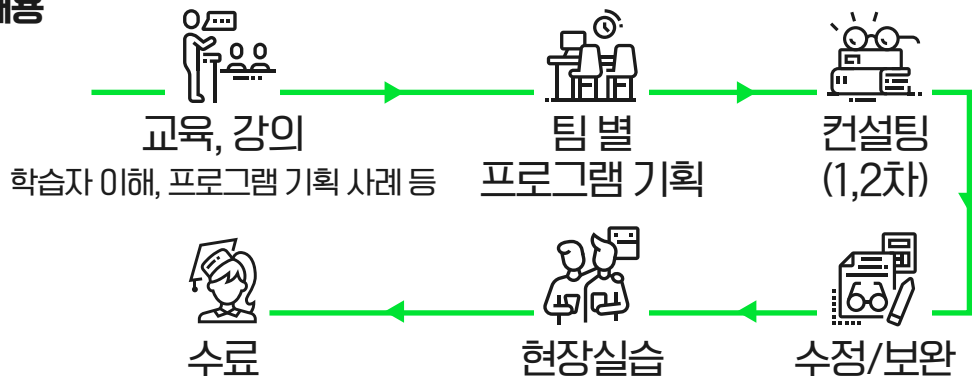 교육, 강의
학습자 이해, 프로그램 기획 사례 등
팀 별
프로그램 기획
컨설팅
(1,2차)
수정/보완
현장실습
수료